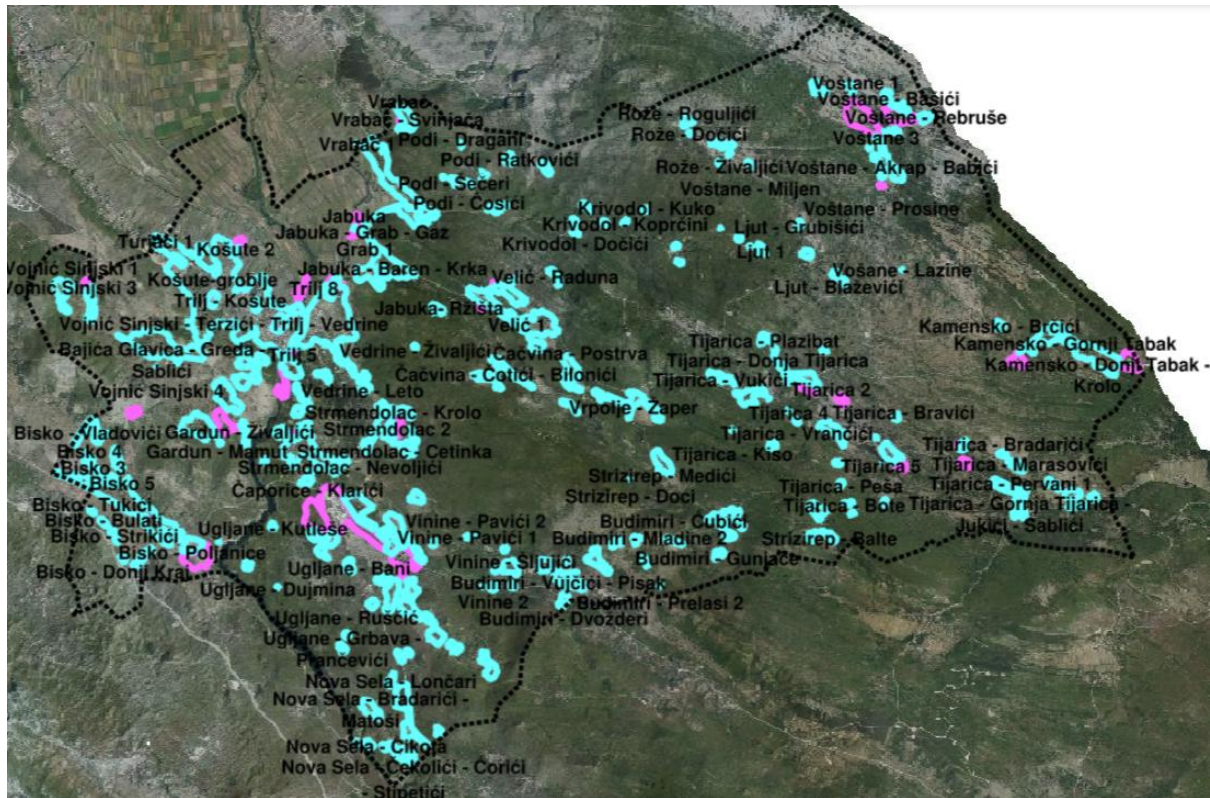 Vrabač
Vrabač - Svinjača
Vrabač
Podi - Dragani
Podi - Ratkovići
Podi - Šećeri
Podi - Ćosići
Rože - Roguljići
Rože - Dočići
Rože - Živaljići
Voštane 1
Voštane - Bašići
Voštane - Rebruše
Voštane 3
Voštane - Akrap - Babići
Voštane - Miljen
Voštane - Prosine
Krivodol - Kuko
Krivodol - Koprčini
Krivodol - Dočići
Ljut - Grubišići
Ljut 1
Vošane - Lazine
Ljut - Blaževići
Jabuka
Jabuka - Grab - Gaz
Grab 1
Jabuka - Baren - Krka
Turjaci 1
Košute 2
Košute-groblje
Trilj 8
Trilj - Košute
Vojnić Sinjski 1
Vojnić Sinjski 3
Velić - Raduna
Jabuka- Ržišta
Velić 1
Vojnić Sinjski - Terzići - Trilj - Vedrine
Bajića Glavica - Greda
Sablići
Trilj 5
Vojnić Sinjski 4
Vedrine - Živaljići
Vedrine - Leto
Čačvina - Postrva
Čačvina - Čotići - Bilonići
Vrpolje - Zaper
Kamensko - Brčići
Kamensko - Gornji Tabak
Kamensko - Donji Tabak -
Krolo
Tijarica - Plazibat
Tijarica - Donja Tijarica
Tijarica - Vukići
Tijarica 2
Tijarica 4
Tijarica - Bravići
Tijarica - Vrančići
Tijarica - Kiso
Tijarica 5
Tijarica - Peša
Tijarica - Bote
Tijarica - Bradarići
Tijarica - Marasovići
Tijarica - Pervani 1
Tijarica - Gornja Tijarica -
Jukići - Sablići
Strmendolac - Krolo
Strmendolac 2
Strmendolac - Četinka
Strmendolac - Nevoljići
Gardun - Živaljići
Gardun - Mamut
Bisko - Vladovići
Bisko 4
Bisko 3
Bisko 5
Bisko - Tukići
Bisko - Bulati
Bisko - Strikići
Bisko - Poljanice
Bisko - Donji Kraj
Čaporice - Klarići
Ugljane - Kutleše
Ugljane - Bani
Ugljane - Dujmina
Ugljane - Ruščić
Ugljane - Grbava -
Prančevići
Strizirep - Medići
Strizirep - Doci
Strizirep - Balte
Vinine - Pavići 2
Vinine - Pavići 1
Vinine - Šljujići
Vinine 2
Budimiri - Čubići
Budimiri - Mladine 2
Budimiri - Gunjače
Budimiri - Vujčići - Pisak
Budimiri - Prelasi 2
Budimiri - Dvožderi
Nova Sela - Lončari
Nova Sela - Bradarići -
Matoši
Nova Sela - Čikota
Nova Sela - Čekolići - Ćorići
- Stipetići